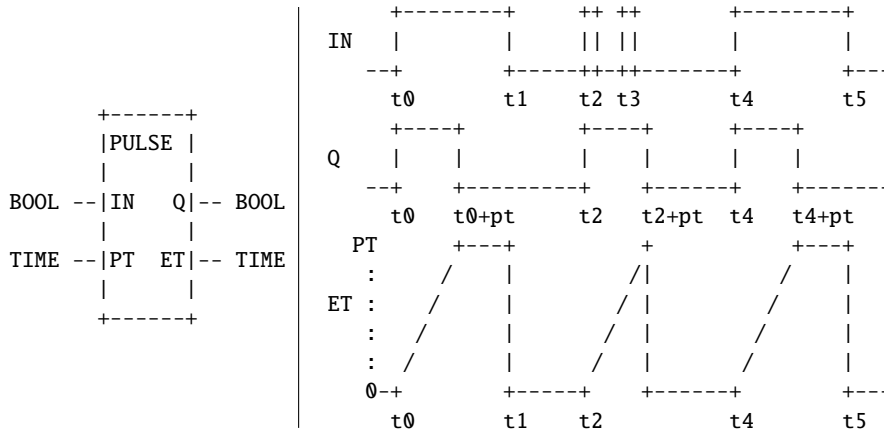 IN
t0 t1 t2 t3 t4 t5
PULSE
Q
BOOL IN Q BOOL
t0 t0+pt t2 t2+pt t4 t4+pt
PT
TIME PT ET TIME
:
ET :
:
:
0
t0 t1 t2 t4 t5